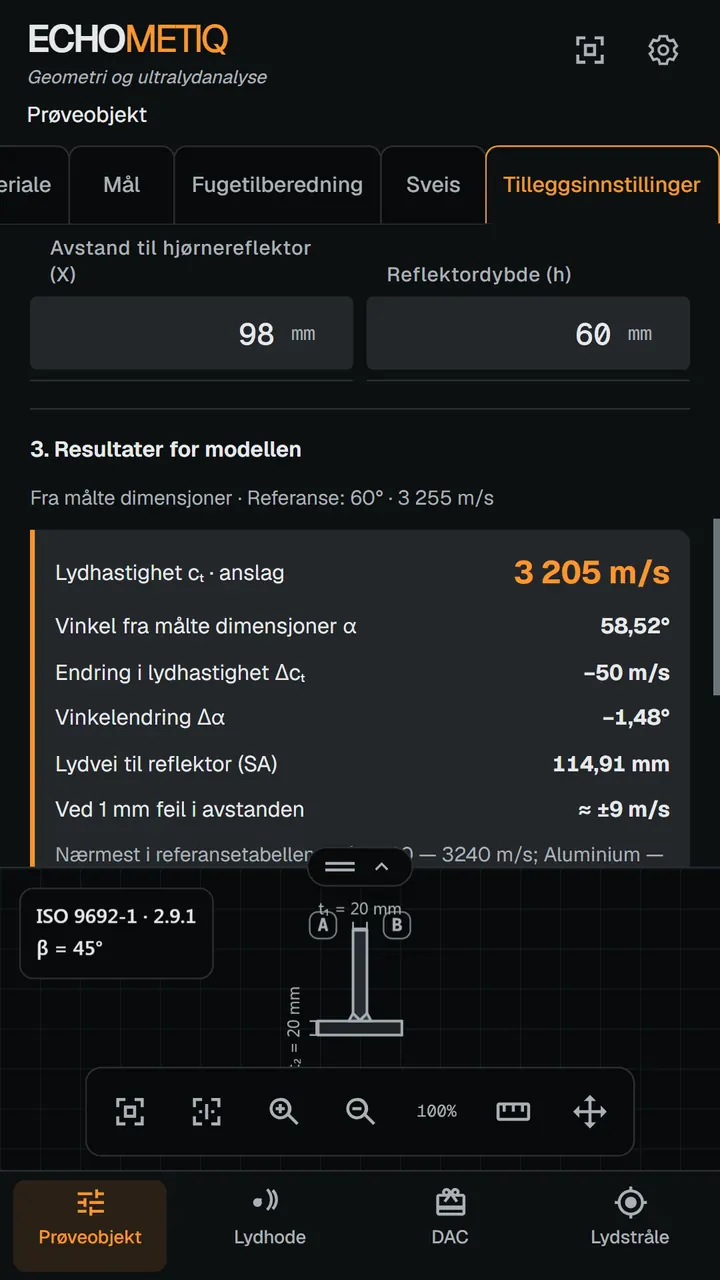 ECHOMETIQ
Geometri og ultralydanalyse
Prøveobjekt
eriale
Mål
Fugetilberedning
Sveis
Tilleggsinnstillinger
Avstand til hjørnereflektor
(X)
Reflektordybde (h)
98 mm
60 mm
3. Resultater for modellen
Fra målte dimensjoner · Referanse: 60° · 3 255 m/s
Lydhastighet cₜ · anslag
3 205 m/s
Vinkel fra målte dimensjoner α
58,52°
Endring i lydhastighet Δcₜ
−50 m/s
Vinkelendring Δα
−1,48°
Lydvei til reflektor (SA)
114,91 mm
Ved 1 mm feil i avstanden
≈ ±9 m/s
Nærmest i referansetabellen
— 3240 m/s; Aluminium —
ISO 9692-1 · 2.9.1
β = 45°
t₁ = 20 mm
A
B
t₂ = 20 mm
100%
Prøveobjekt
Lydhode
DAC
Lydstråle